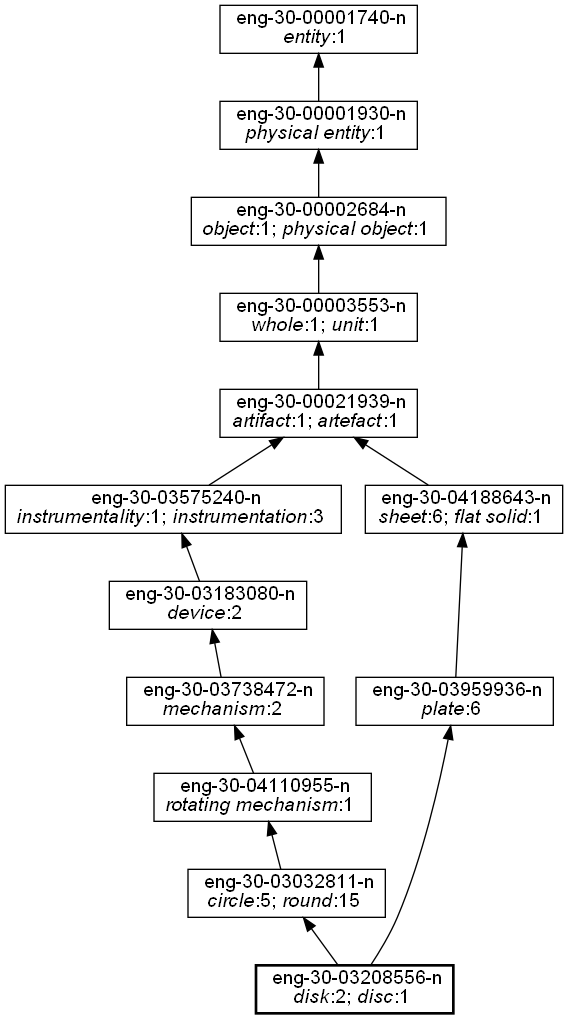 eng-30-00001740-n
entity:1
eng-30-00001930-n
physical entity:1
eng-30-00002684-n
object:1; physical object:1
eng-30-00003553-n
whole:1; unit:1
eng-30-00021939-n
artifact:1; artefact:1
eng-30-03575240-n
instrumentality:1; instrumentation:3
eng-30-04188643-n
sheet:6; flat solid:1
eng-30-03183080-n
device:2
eng-30-03738472-n
mechanism:2
eng-30-03959936-n
plate:6
eng-30-04110955-n
rotating mechanism:1
eng-30-03032811-n
circle:5; round:15
eng-30-03208556-n
disk:2; disc:1